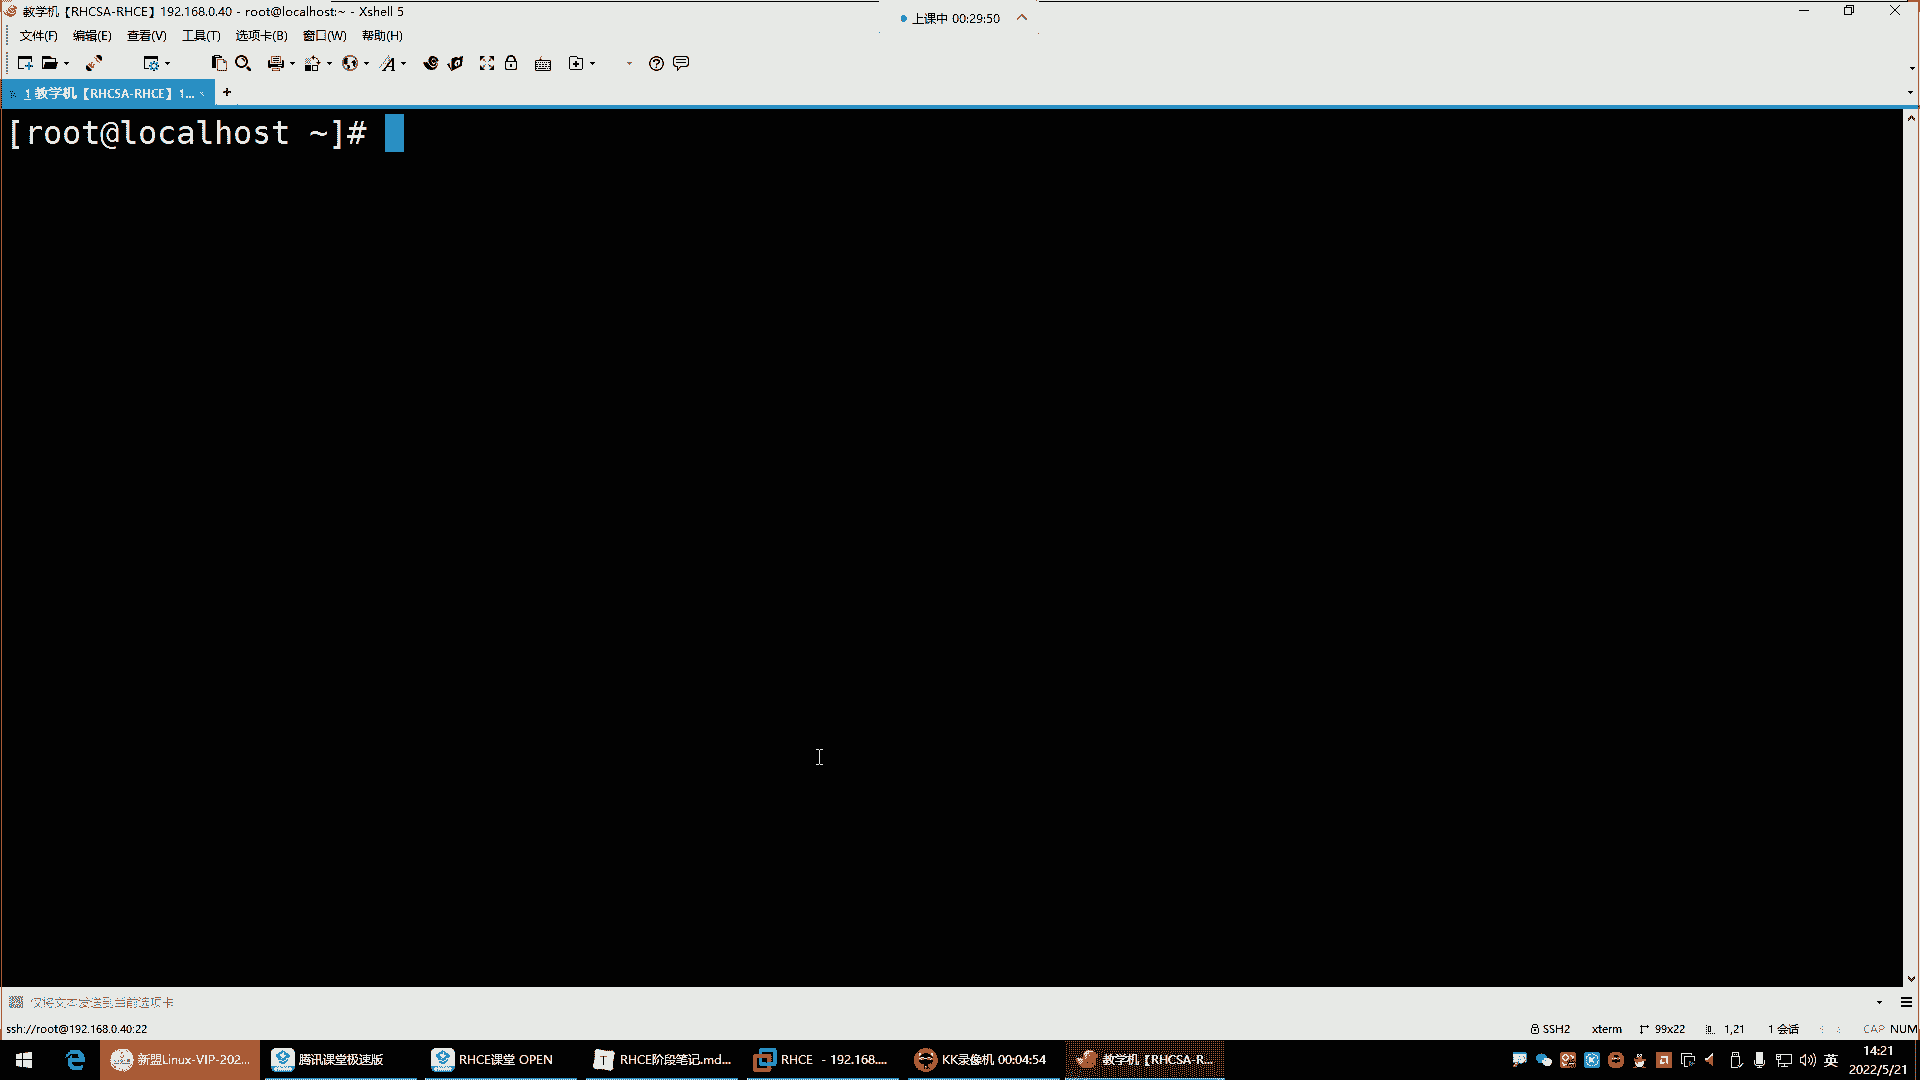 教学机【RHCSA-RHCE】192.168.0.40 - root@localhost:~ - Xshell 5
上课中 00:29:50
文件(F) 编辑(E) 查看(V) 工具(T) 选项卡(B) 窗口(W) 帮助(H)
1 教学机【RHCSA-RHCE】1...
[root@localhost ~]#
仅将文本发送到当前选项卡
ssh://root@192.168.0.40:22
SSH2 xterm 99x22 1,21 1 会话 CAP NUM
新盟Linux-VIP-202... 腾讯课堂极速版 RHCE课堂 OPEN RHCE阶段笔记.md... RHCE - 192.168.... KK录像机 00:04:54 教学机【RHCSA-R... 英 14:21
2022/5/21